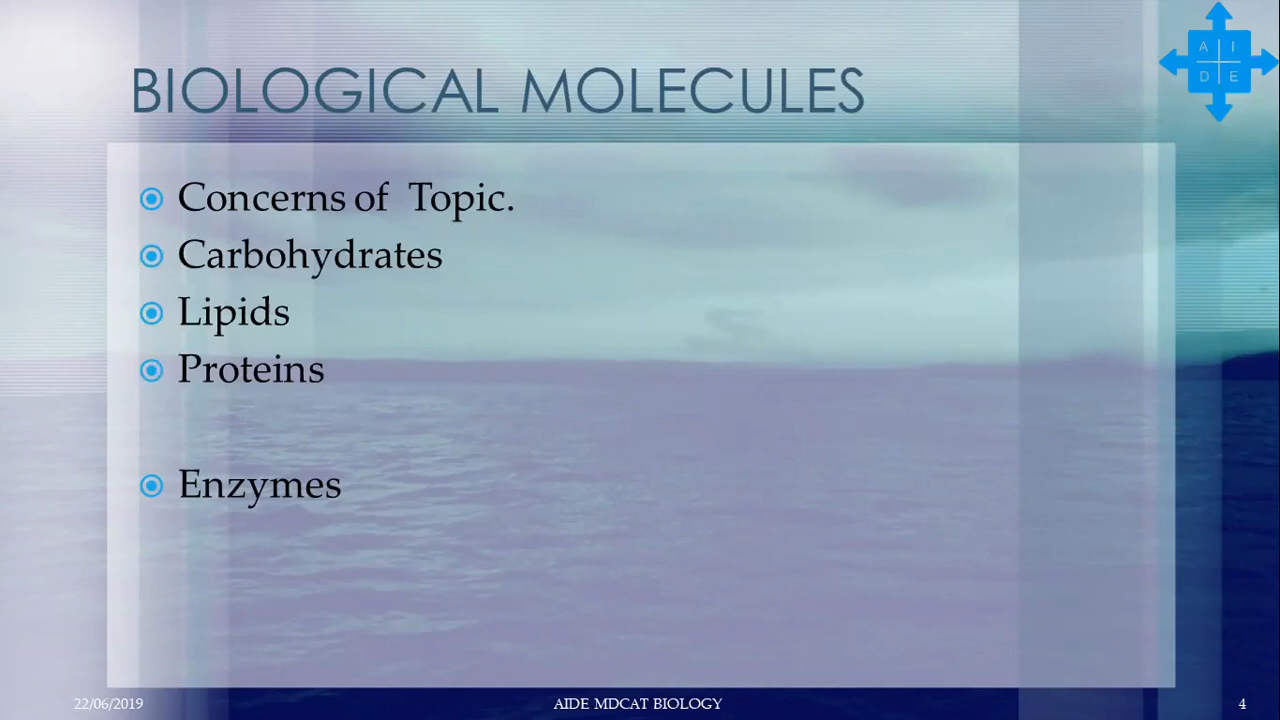 BIOLOGICAL MOLECULES
A I
D E
Concerns of  Topic.
Carbohydrates
Lipids
Proteins
Enzymes
22/06/2019
AIDE MDCAT BIOLOGY
4